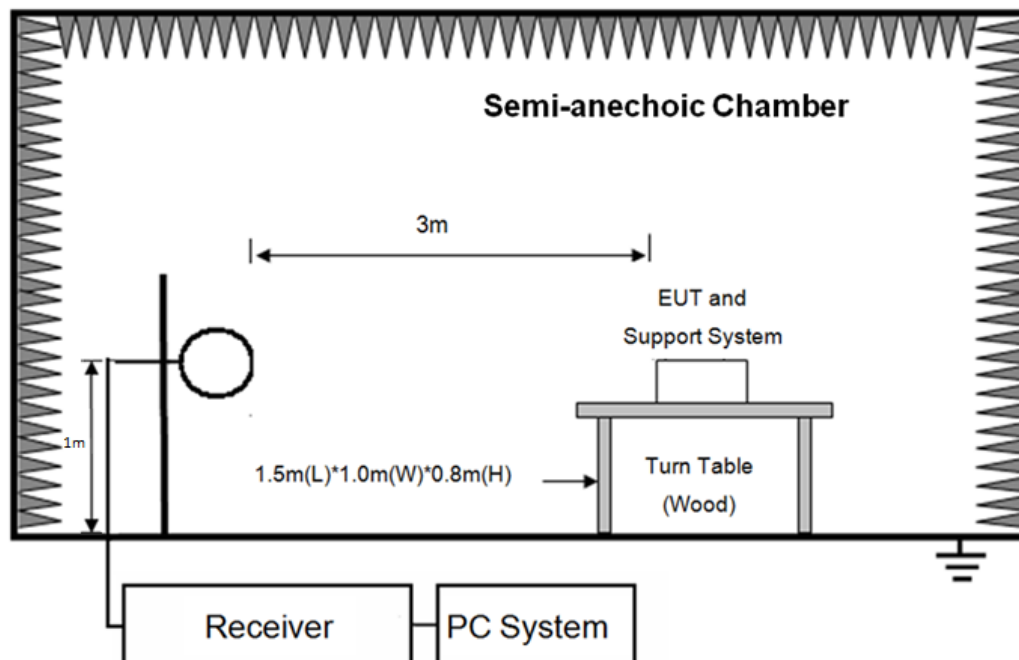 Semi-anechoic Chamber
3m
EUT and
Support System
1m
1.5m(L)*1.0m(W)*0.8m(H)
Turn Table
(Wood)
Receiver
PC System